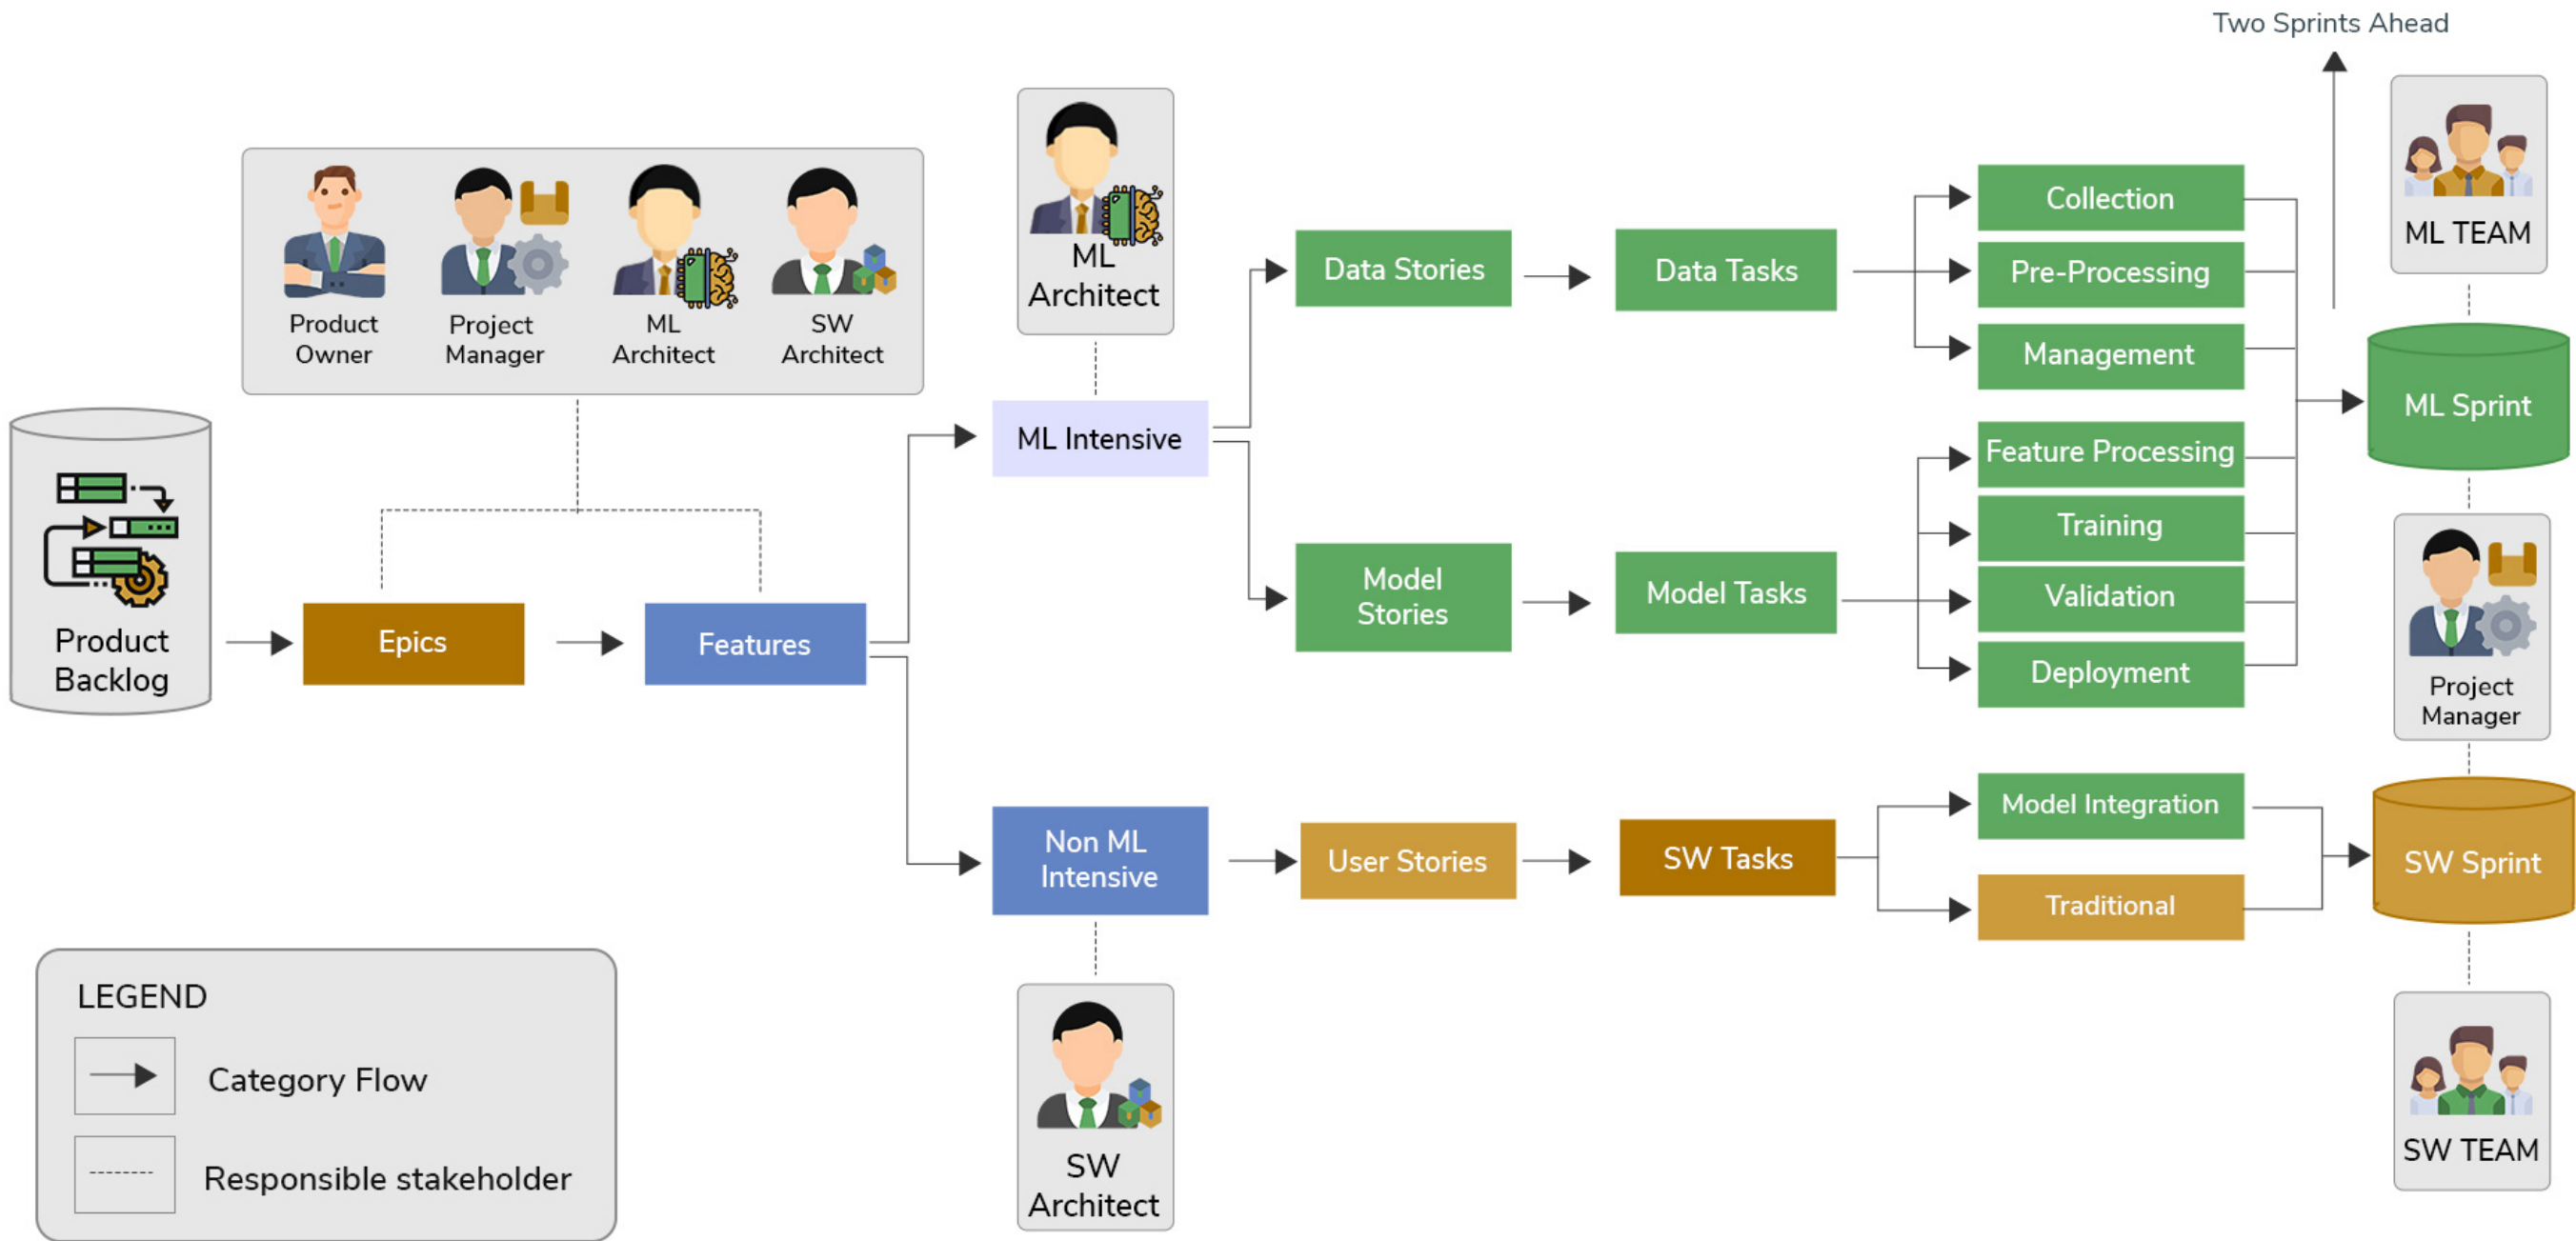 Two Sprints Ahead
Product
Owner
Project
Manager
ML
Architect
SW
Architect
ML
Architect
ML TEAM
Collection
Pre-Processing
Management
Data Stories
Data Tasks
ML Intensive
ML Sprint
Feature Processing
Training
Validation
Deployment
Model
Stories
Model Tasks
Product
Backlog
Epics
Features
Project
Manager
Non ML
Intensive
User Stories
SW Tasks
Model Integration
Traditional
SW Sprint
SW
Architect
SW TEAM
LEGEND
Category Flow
Responsible stakeholder